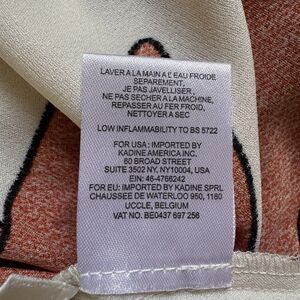 LAVER A LA MAIN A L'EAU FROIDE
SEPAREMENT,
JE PAS JAVELLISER,
NE PAS SECHER A LA MACHINE,
REPASSER AU FER FROID,
NETTOYER A SEC
LOW INFLAMMABILITY TO BS 5722
FOR USA: IMPORTED BY
KADINE AMERICA INC.
60 BROAD STREET
SUITE 3502 NY, NY10004, USA
EIN: 46-4766242
FOR EU: IMPORTED BY KADINE SPRL
CHAUSSEE DE WATERLOO 950, 1180
UCCLE, BELGIUM
VAT NO. BE0437 697 256